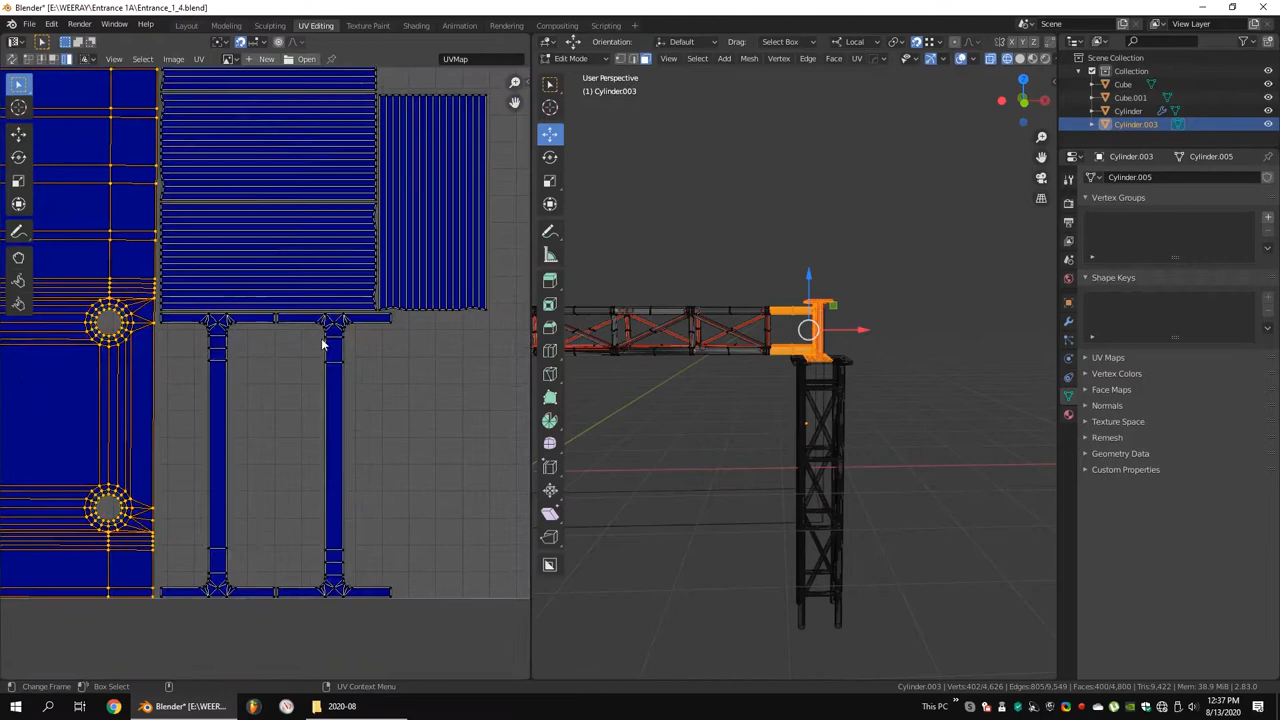 Blender* [E:\WEERAY\Entrance 1A\Entrance_1_4.blend]
File Edit Render Window Help Layout Modeling Sculpting UV Editing Texture Paint Shading Animation Rendering Compositing Scripting Scene View Layer
Orientation: Default Drag: Select Box Local X Y Z
View Select Image UV New Open UVMap Edit Mode View Select Add Mesh Vertex Edge Face UV
User Perspective
(1) Cylinder.003
Scene Collection
Collection
Cube
Cube.001
Cylinder
Cylinder.003
Cylinder.003 Cylinder.005
Cylinder.005
Vertex Groups
Shape Keys
UV Maps
Vertex Colors
Face Maps
Normals
Texture Space
Remesh
Geometry Data
Custom Properties
Change Frame Box Select UV Context Menu Cylinder.003 | Verts:402/4,626 | Edges:805/9,549 | Faces:400/4,800 | Tris:9,422 | Mem: 38.9 MiB | 2.83.0
Blender* [E:\WEER... 2020-08 This PC 12:37 PM
8/13/2020